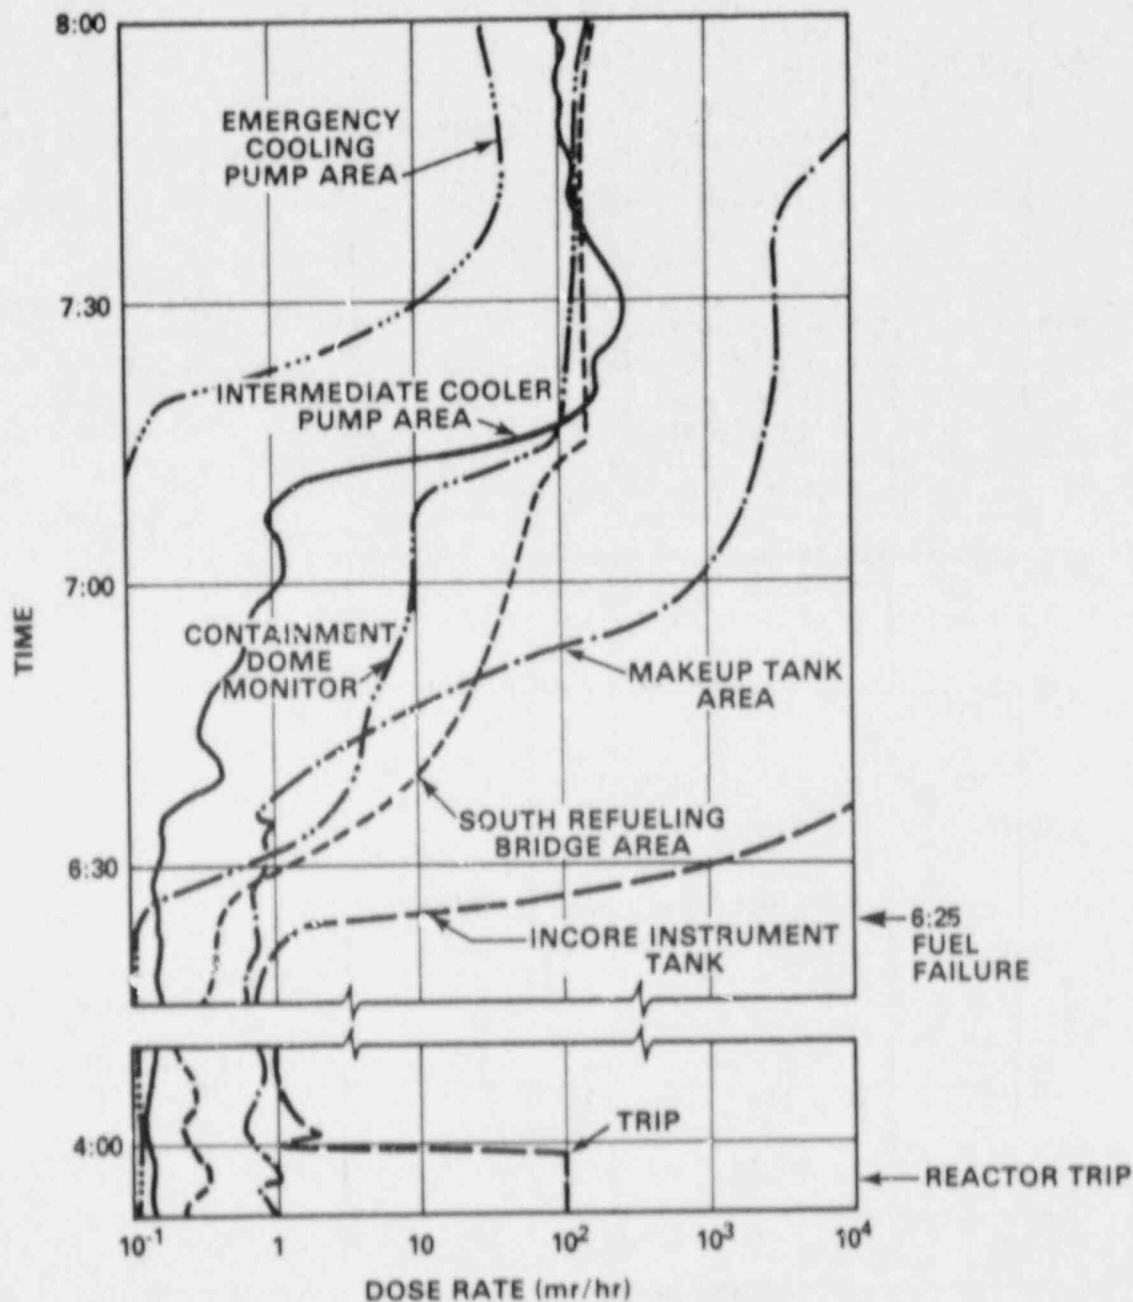 8:00
EMERGENCY
COOLING
PUMP AREA
7:30
INTERMEDIATE COOLER
PUMP AREA
7:00
TIME
CONTAINMENT
DOME
MONITOR
MAKEUP TANK
AREA
SOUTH REFUELING
BRIDGE AREA
6:30
INCORE INSTRUMENT
TANK
6:25
FUEL
FAILURE
TRIP
4:00
REACTOR TRIP
10⁻¹ 1 10 10² 10³ 10⁴
DOSE RATE (mr/hr)